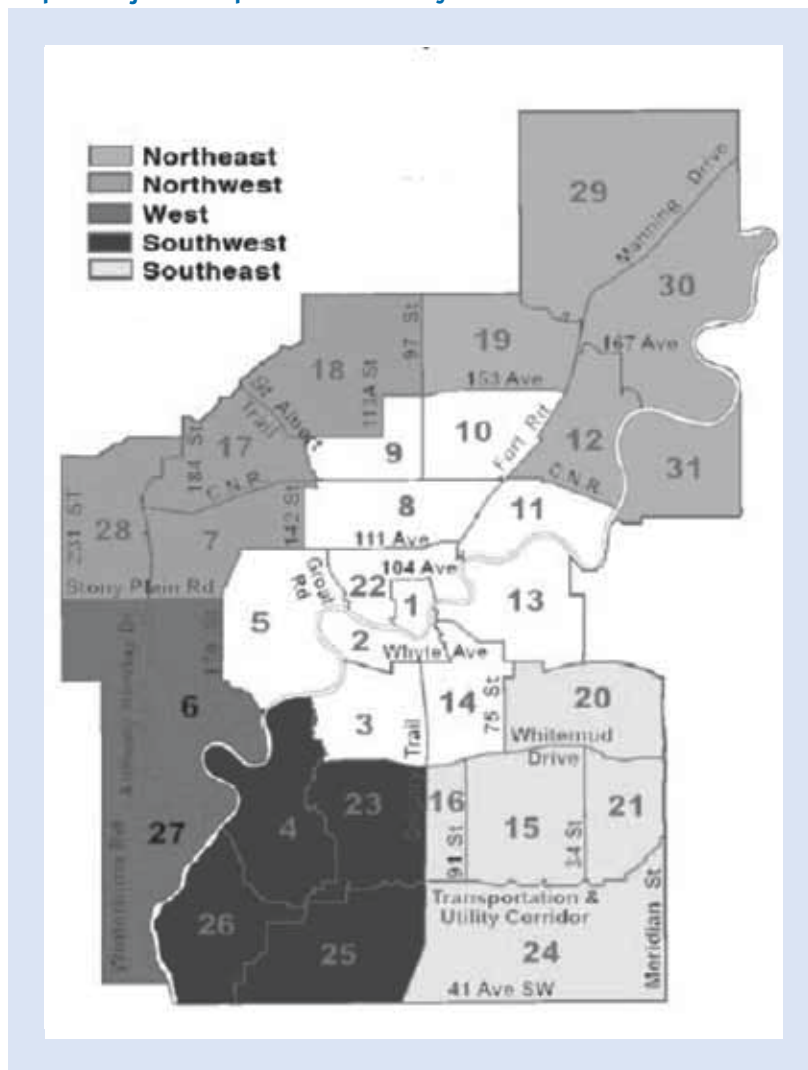 Northeast
Northwest
West
Southwest
Southeast
29
Manning Drive
30
97 St
19
167 Ave
18
113A St
153 Ave
St Albert
Trail
10
Fort Rd
12
9
184 St
17
C.N.R.
C.N.R.
31
231 ST
28
142 St
8
11
7
111 Ave
104 Ave
Stony Plain Rd
Groat
Rd
22
1
13
5
2
Whyte Ave
6
14
75 St
20
3
Trail
Whitemud
Drive
27
4
23
16
91 St
15
34 St
21
Transportation &
Utility Corridor
Meridian St
26
25
24
41 Ave SW